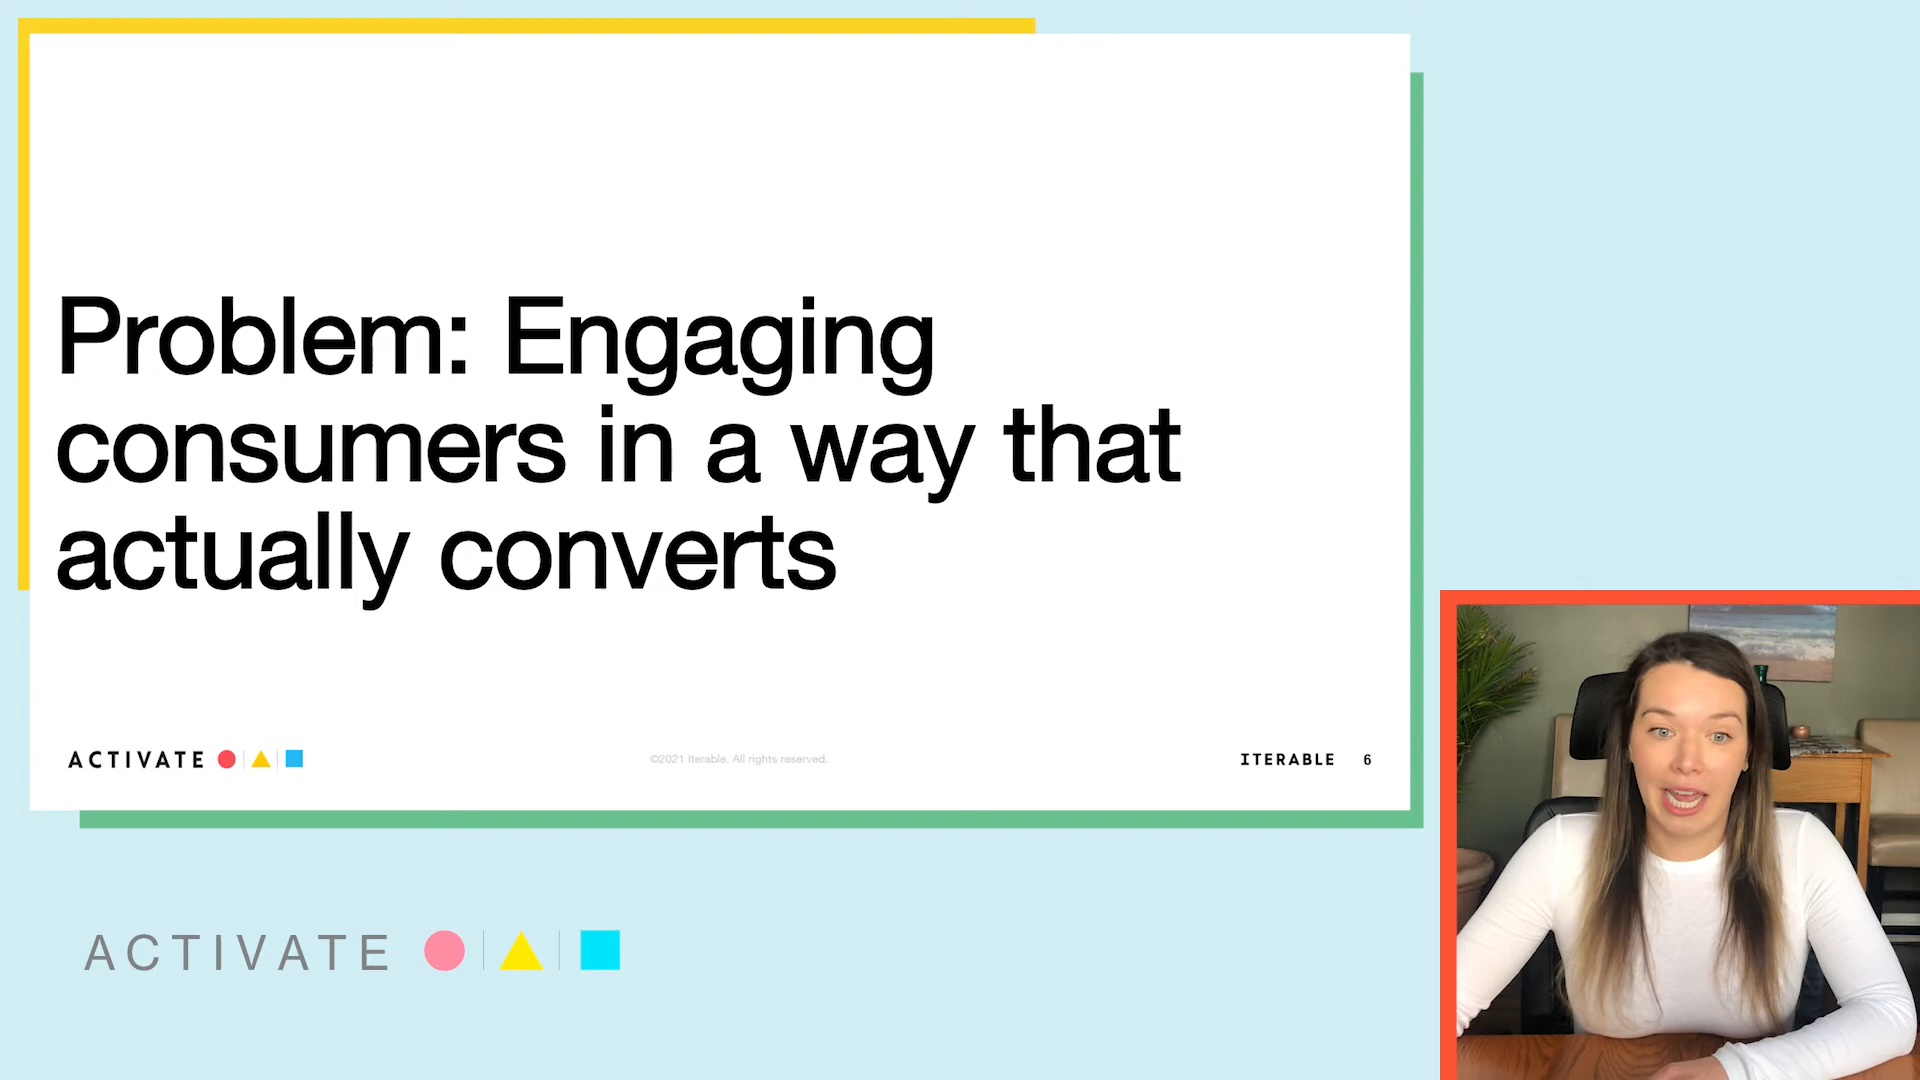 Problem: Engaging
consumers in a way that
actually converts
ACTIVATE
©2021 Iterable. All rights reserved.
ITERABLE 6
ACTIVATE